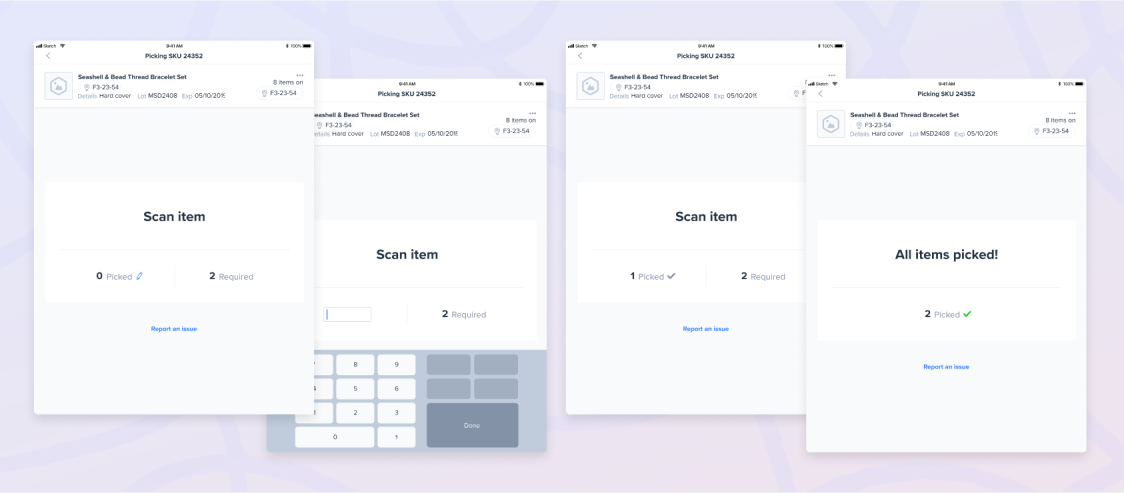 Sketch 9:41 AM 100%
Picking SKU 24352
Seashell & Bead Thread Bracelet Set
F3-23-54
Details Hard cover Lot MSD2408 Exp 05/10/2019
8 items on
F3-23-54
Scan item
0 Picked 2 Required
Report an issue
9:41 AM 100%
Picking SKU 24352
Seashell & Bead Thread Bracelet Set
F3-23-54
Details Hard cover Lot MSD2408 Exp 05/10/2019
8 items on
F3-23-54
Scan item
2 Required
8 9
4 5 6
1 2 3
0
Done
Sketch 9:41 AM 100%
Picking SKU 24352
Seashell & Bead Thread Bracelet Set
F3-23-54
Details Hard cover Lot MSD2408 Exp 05/10/2019
F
Scan item
1 Picked 2 Required
Report an issue
Sketch 9:41 AM 100%
Picking SKU 24352
Seashell & Bead Thread Bracelet Set
F3-23-54
Details Hard cover Lot MSD2408 Exp 05/10/2019
8 items on
F3-23-54
All items picked!
2 Picked
Report an issue